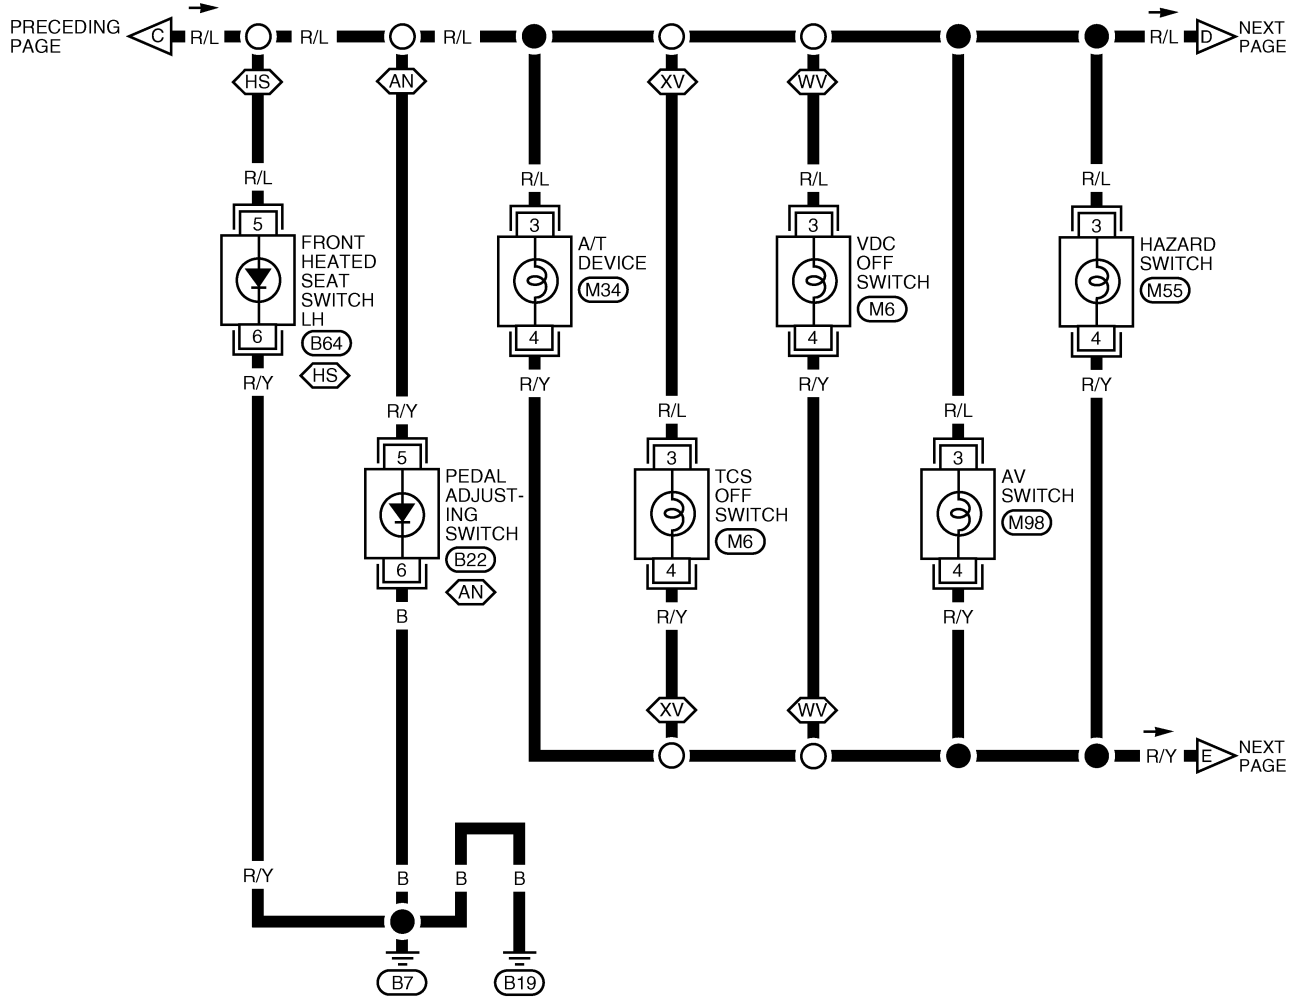 PRECEDING
PAGE
C
R/L
R/L
R/L
R/L
D
NEXT
PAGE
HS
AN
XV
WV
R/L
R/L
R/L
R/L
5
FRONT
HEATED
SEAT
SWITCH
LH
B64
HS
6
R/Y
3
A/T
DEVICE
M34
4
R/Y
3
VDC
OFF
SWITCH
M6
4
R/Y
3
HAZARD
SWITCH
M55
4
R/Y
R/Y
5
PEDAL
ADJUST-
ING
SWITCH
B22
AN
6
B
R/L
3
TCS
OFF
SWITCH
M6
4
R/Y
R/L
3
AV
SWITCH
M98
4
R/Y
XV
WV
R/Y
E
NEXT
PAGE
R/Y
B
B
B
B7
B19